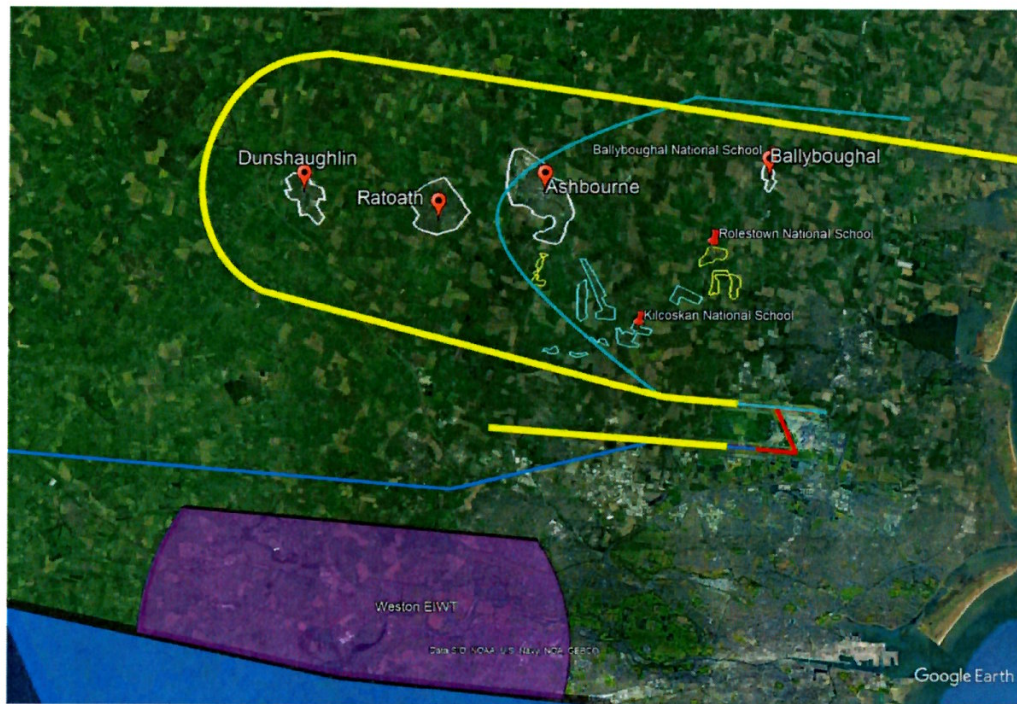 Dunshaughlin
Ballyboughal National School
Ballyboughal
Ratoath
Ashbourne
Rolestown National School
Kilcoskan National School
Weston EIWT
Data SIO, NOAA, U.S. Navy, NGA, GEBCO
Google Earth